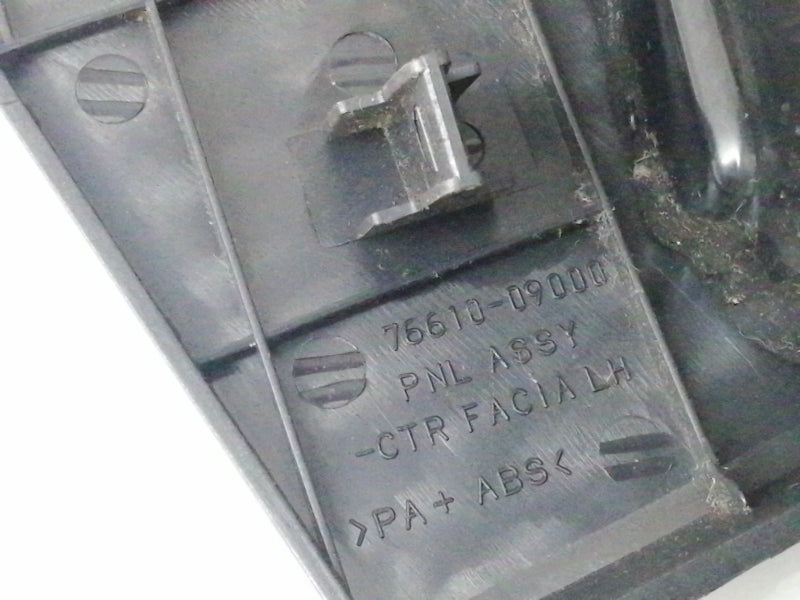 76610-09000
PNL ASSY
-CTR FACIA LH
>PA+ ABS<